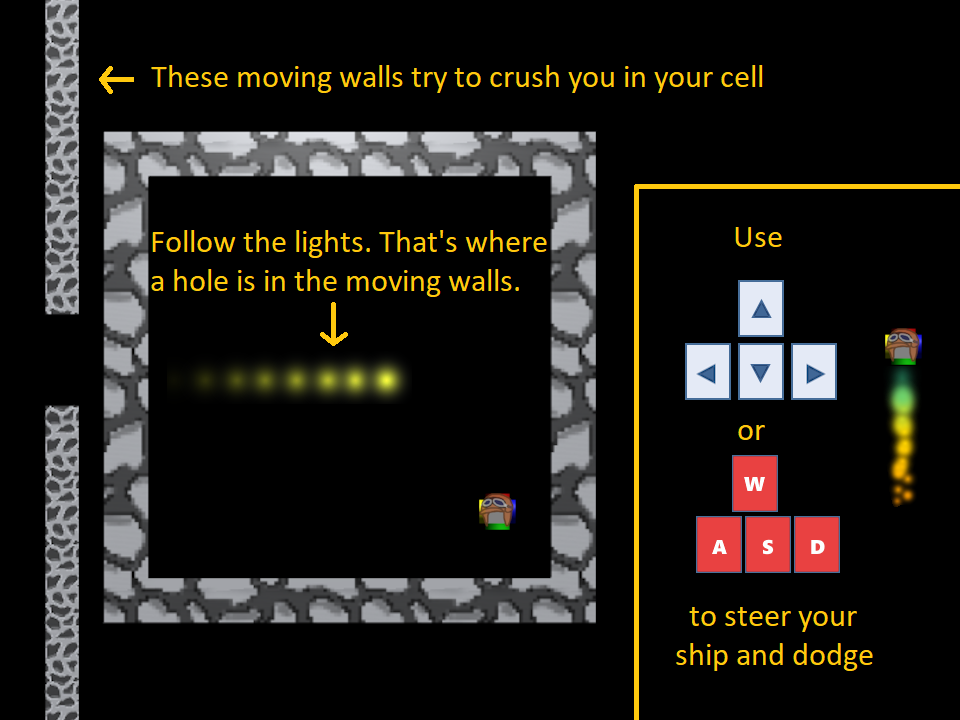 These moving walls try to crush you in your cell
Follow the lights. That's where
a hole is in the moving walls.
Use
or
W
A S D
to steer your
ship and dodge